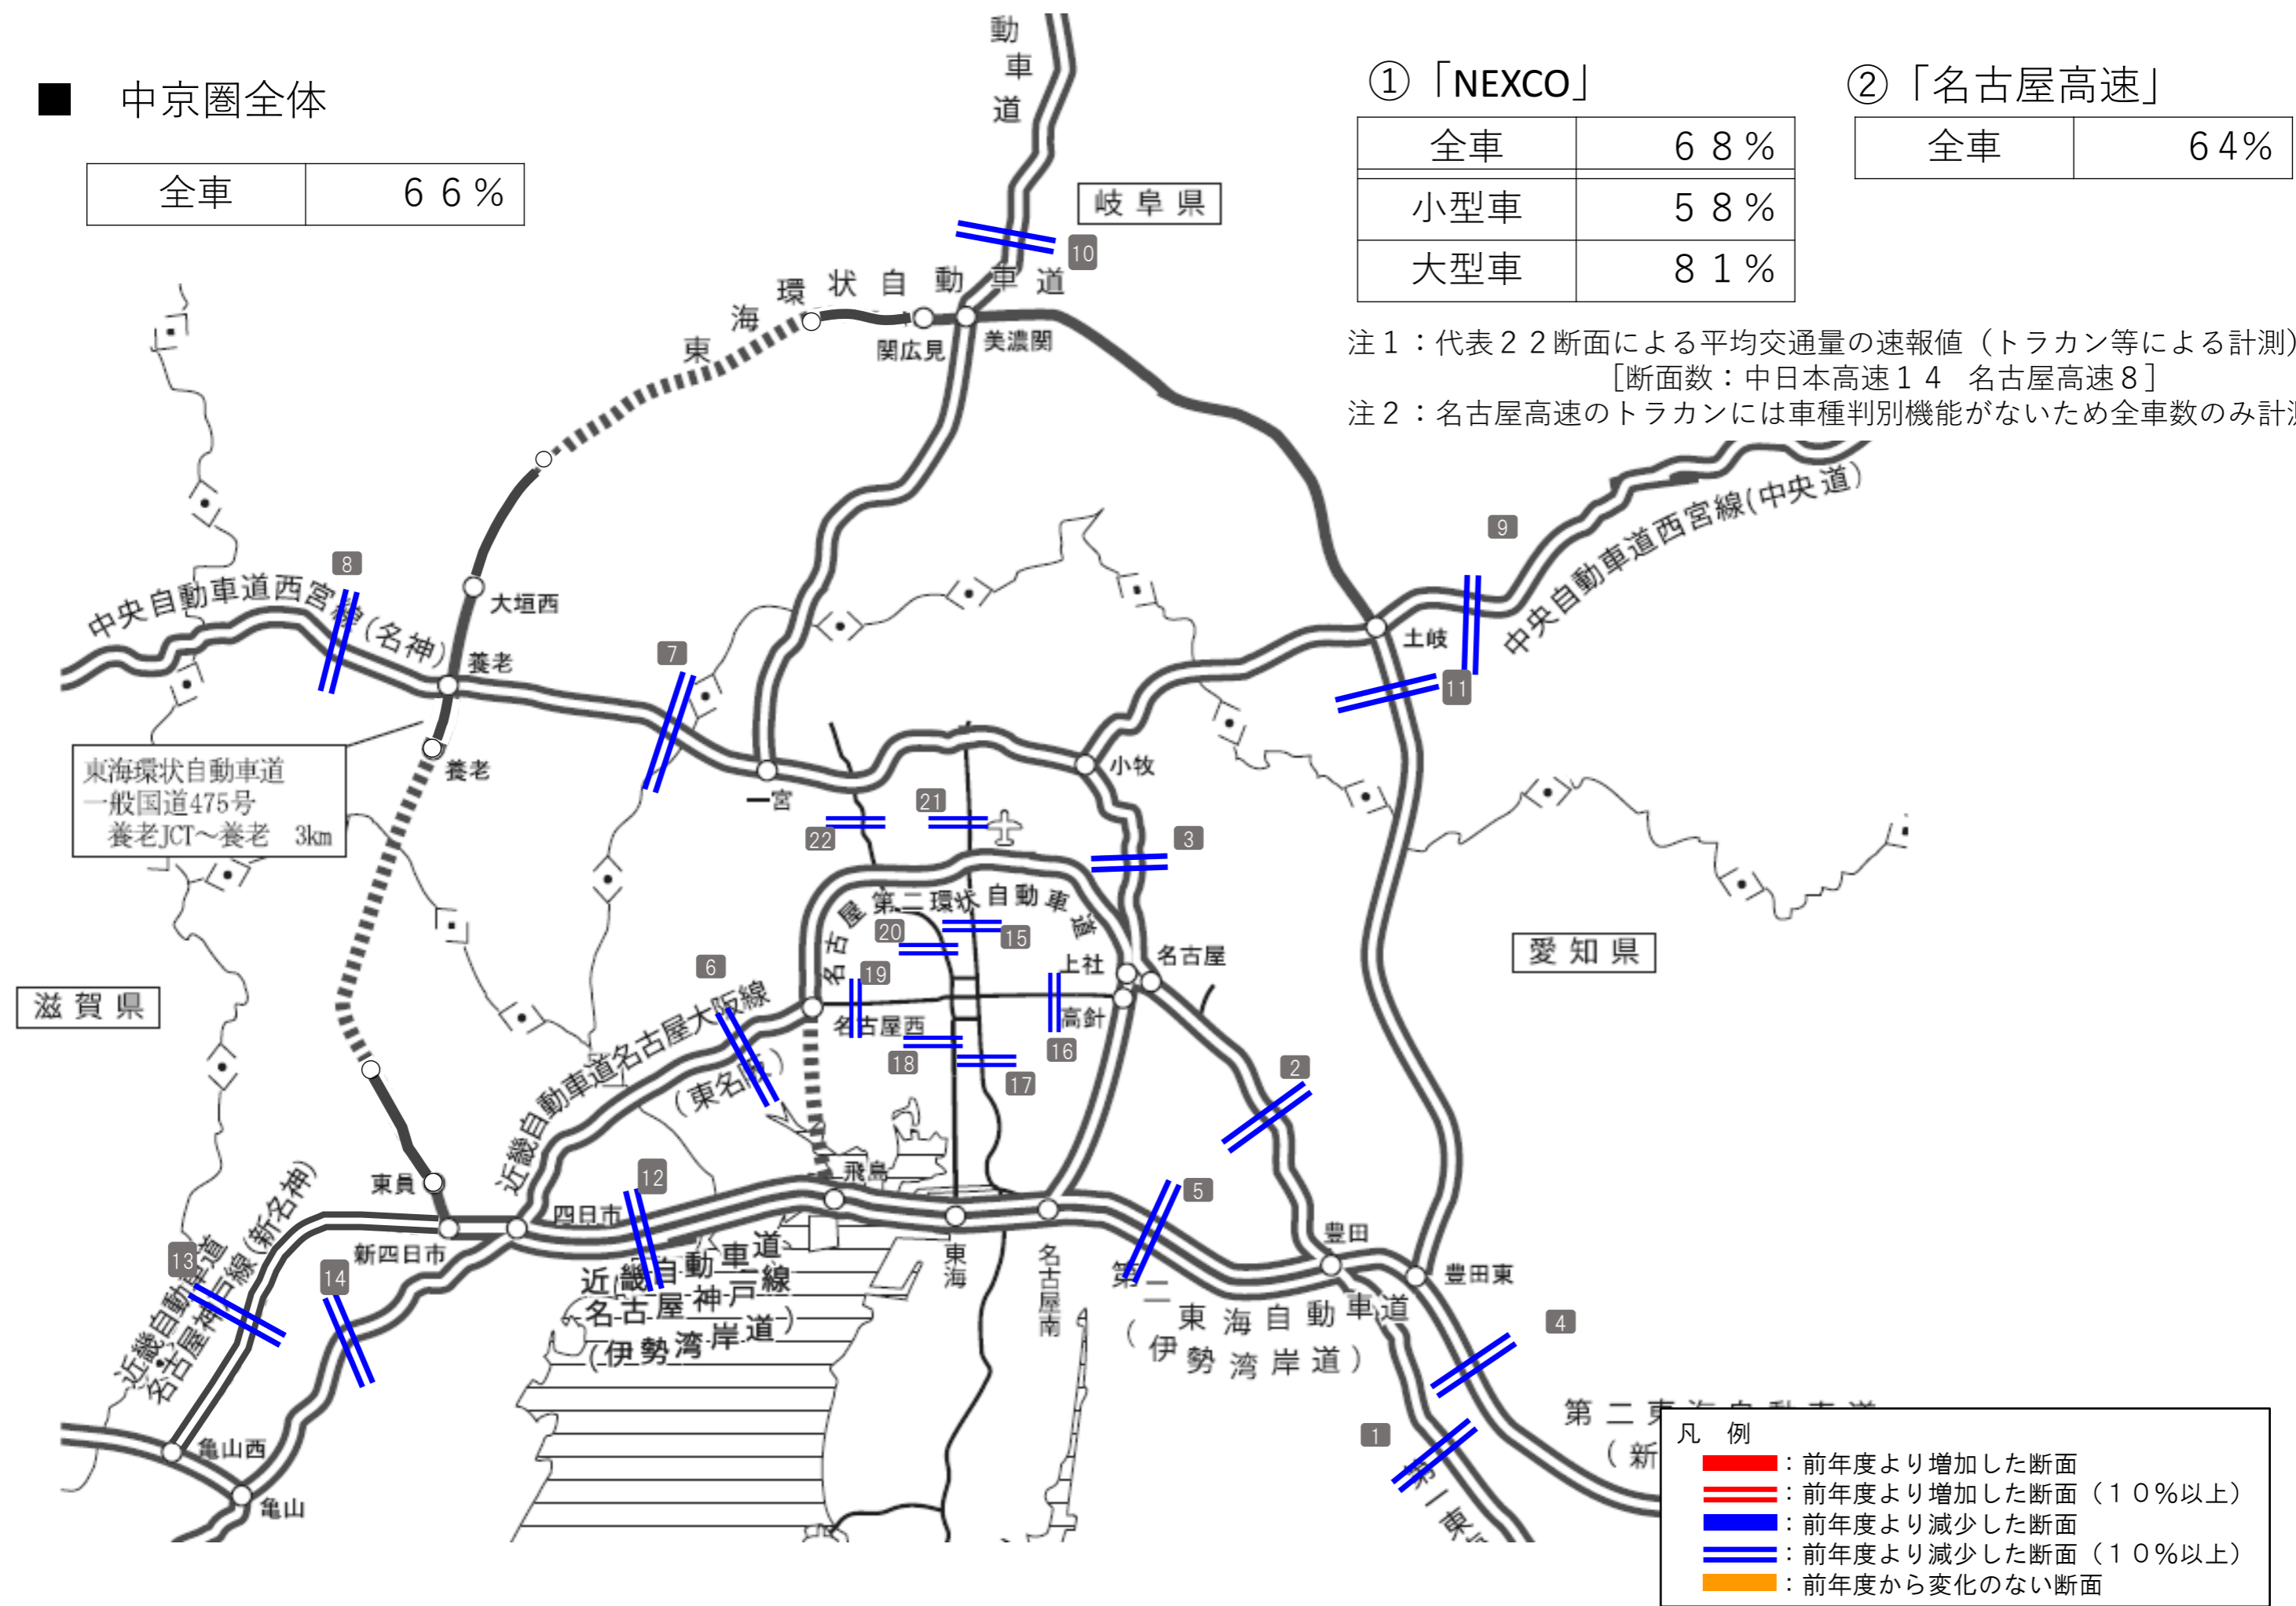 ■ 中京圏全体
全車 66%
①「NEXCO」
全車 68%
小型車 58%
大型車 81%
②「名古屋高速」
全車 64%
注1：代表22断面による平均交通量の速報値（トラカン等による計測）
［断面数：中日本高速14 名古屋高速8］
注2：名古屋高速のトラカンには車種判別機能がないため全車数のみ計測
動車道
岐阜県
10
東海環状自動車道
関広見
美濃関
9
中央自動車道西宮線(中央道)
8
中央自動車道西宮線(名神)
大垣西
養老
7
土岐
11
東海環状自動車道
一般国道475号
養老JCT～養老 3km
養老
一宮
小牧
21
22
3
名古屋第二環状自動車道
20
15
上社
名古屋
愛知県
19
6
滋賀県
近畿自動車道名古屋大阪線
(東名阪)
名古屋西
高針
18
16
17
2
飛島
東員
12
四日市
5
新四日市
13
近畿自動車道
名古屋神戸線(新名神)
14
近畿自動車道
名古屋神戸線
(伊勢湾岸道)
東海
名古屋南
豊田
豊田東
第二東海自動車道
(伊勢湾岸道)
4
1
亀山西
亀山
第二東海自動車道
(新
第一東
凡 例
：前年度より増加した断面
：前年度より増加した断面（10％以上）
：前年度より減少した断面
：前年度より減少した断面（10％以上）
：前年度から変化のない断面